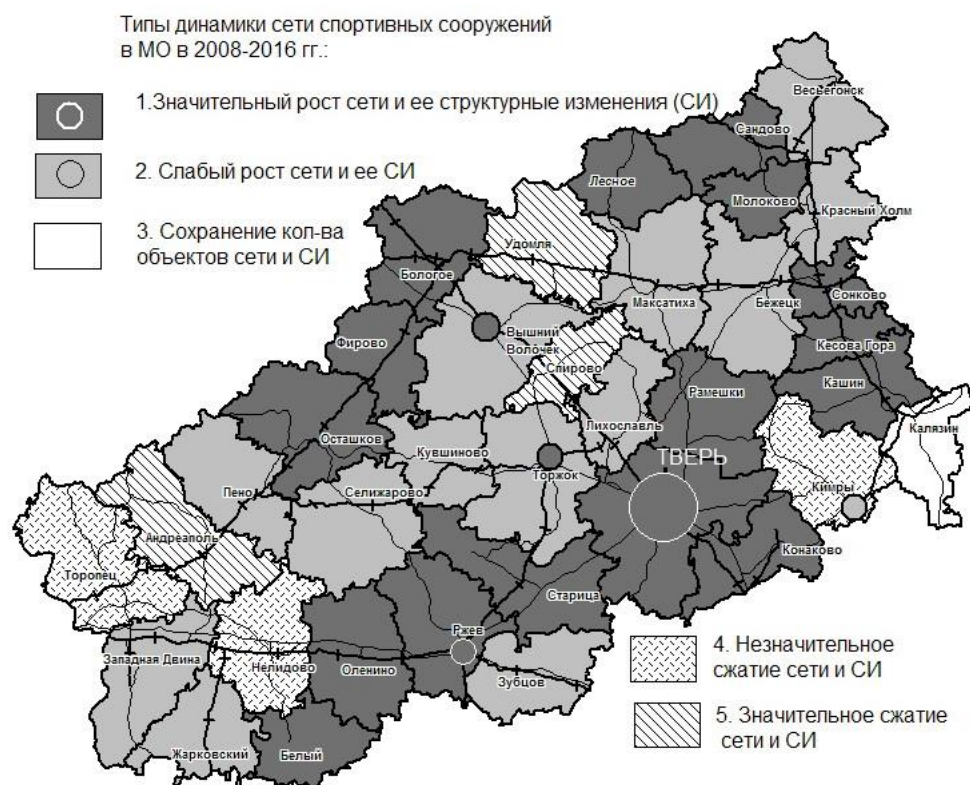 Типы динамики сети спортивных сооружений
в МО в 2008-2016 гг.:
1.Значительный рост сети и ее структурные изменения (СИ)
2. Слабый рост сети и ее СИ
3. Сохранение кол-ва
объектов сети и СИ
Весьегонск
Сандово
Лесное
Молоково
Красный Холм
Удомля
Бологое
Максатиха
Бежецк
Сонково
Вышний
Волочек
Фирово
Кесова Гора
Спирово
Кашин
Рамешки
Лихославль
Калязин
Осташков
Кувшиново
ТВЕРЬ
Торжок
Пено
Селижарово
Кимры
Андреаполь
Конаково
Торопец
Старица
Ржев
Западная Двина
Нелидово
Оленино
Зубцов
Жарковский
Белый
4. Незначительное
сжатие сети и СИ
5. Значительное сжатие
сети и СИ